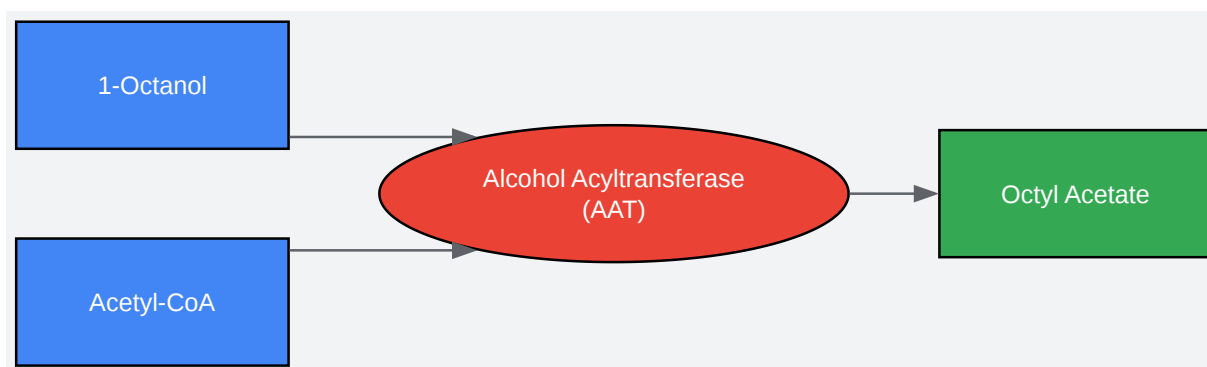 1-Octanol
Alcohol Acyltransferase
(AAT)
Octyl Acetate
Acetyl-CoA